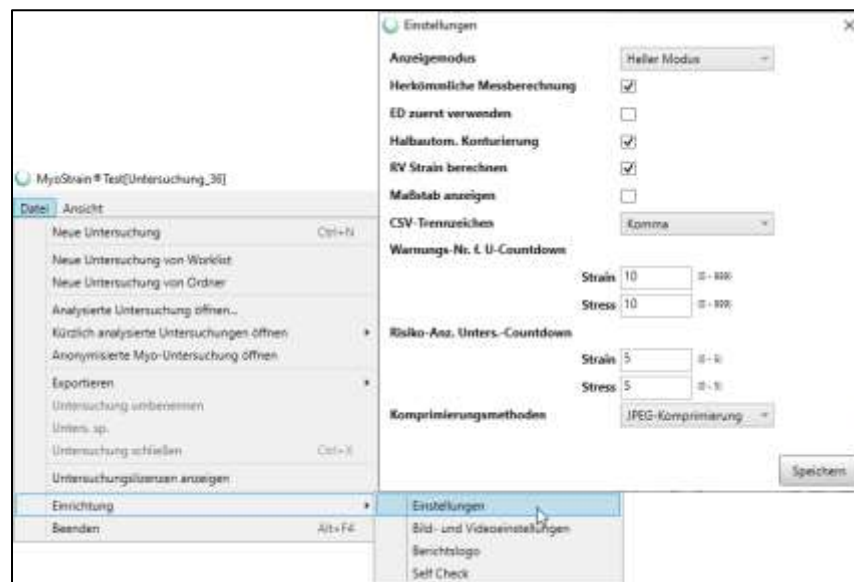 Einstellungen
Anzeigemodus Heller Modus
Herkömmliche Messberechnung
ED zuerst verwenden
Halbautom. Konturierung
RV Strain berechnen
Maßstab anzeigen
CSV-Trennzeichen Komma
Warnungs-Nr. f. U-Countdown
Strain 10
Stress 10
Risiko-Anz. Unters.-Countdown
Strain 5
Stress 5
Komprimierungsmethoden JPEG-Komprimierung
Speichern
MyoStrain® Test[Untersuchung_36]
Datei Ansicht
Neue Untersuchung Ctrl+N
Neue Untersuchung von Worklist
Neue Untersuchung von Ordner
Analysierte Untersuchung öffnen...
Kürzlich analysierte Untersuchungen öffnen
Anonymisierte Myo-Untersuchung öffnen
Exportieren
Untersuchung umbenennen
Unters. sp.
Untersuchung schließen Ctrl+X
Untersuchungslizenzen anzeigen
Einrichtung
Beenden Alt+F4
Einstellungen
Bild- und Videoeinstellungen
Berichtslogo
Self Check